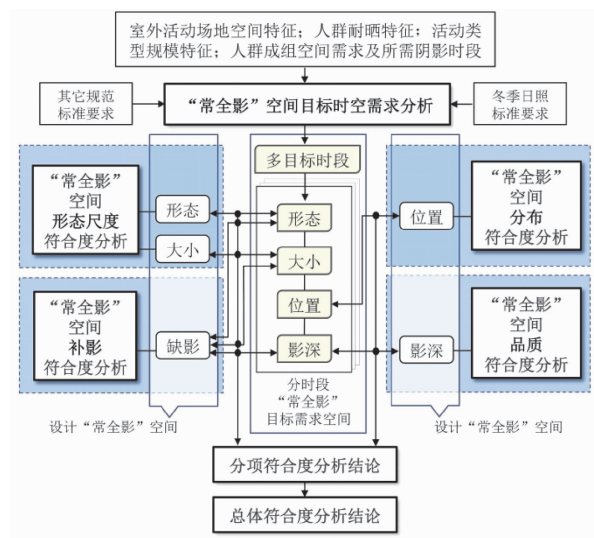 室外活动场地空间特征；人群耐晒特征；活动类
型规模特征；人群成组空间需求及所需阴影时段
其它规范
标准要求
“常全影”空间目标时空需求分析
冬季日照
标准要求
多目标时段
“常全影”
空间
形态尺度
符合度分析
形态
大小
形态
大小
位置
影深
位置
“常全影”
空间
分布
符合度分析
“常全影”
空间
补影
符合度分析
缺影
影深
“常全影”
空间
品质
符合度分析
分时段
“常全影”
目标需求空间
设计“常全影”空间
设计“常全影”空间
分项符合度分析结论
总体符合度分析结论